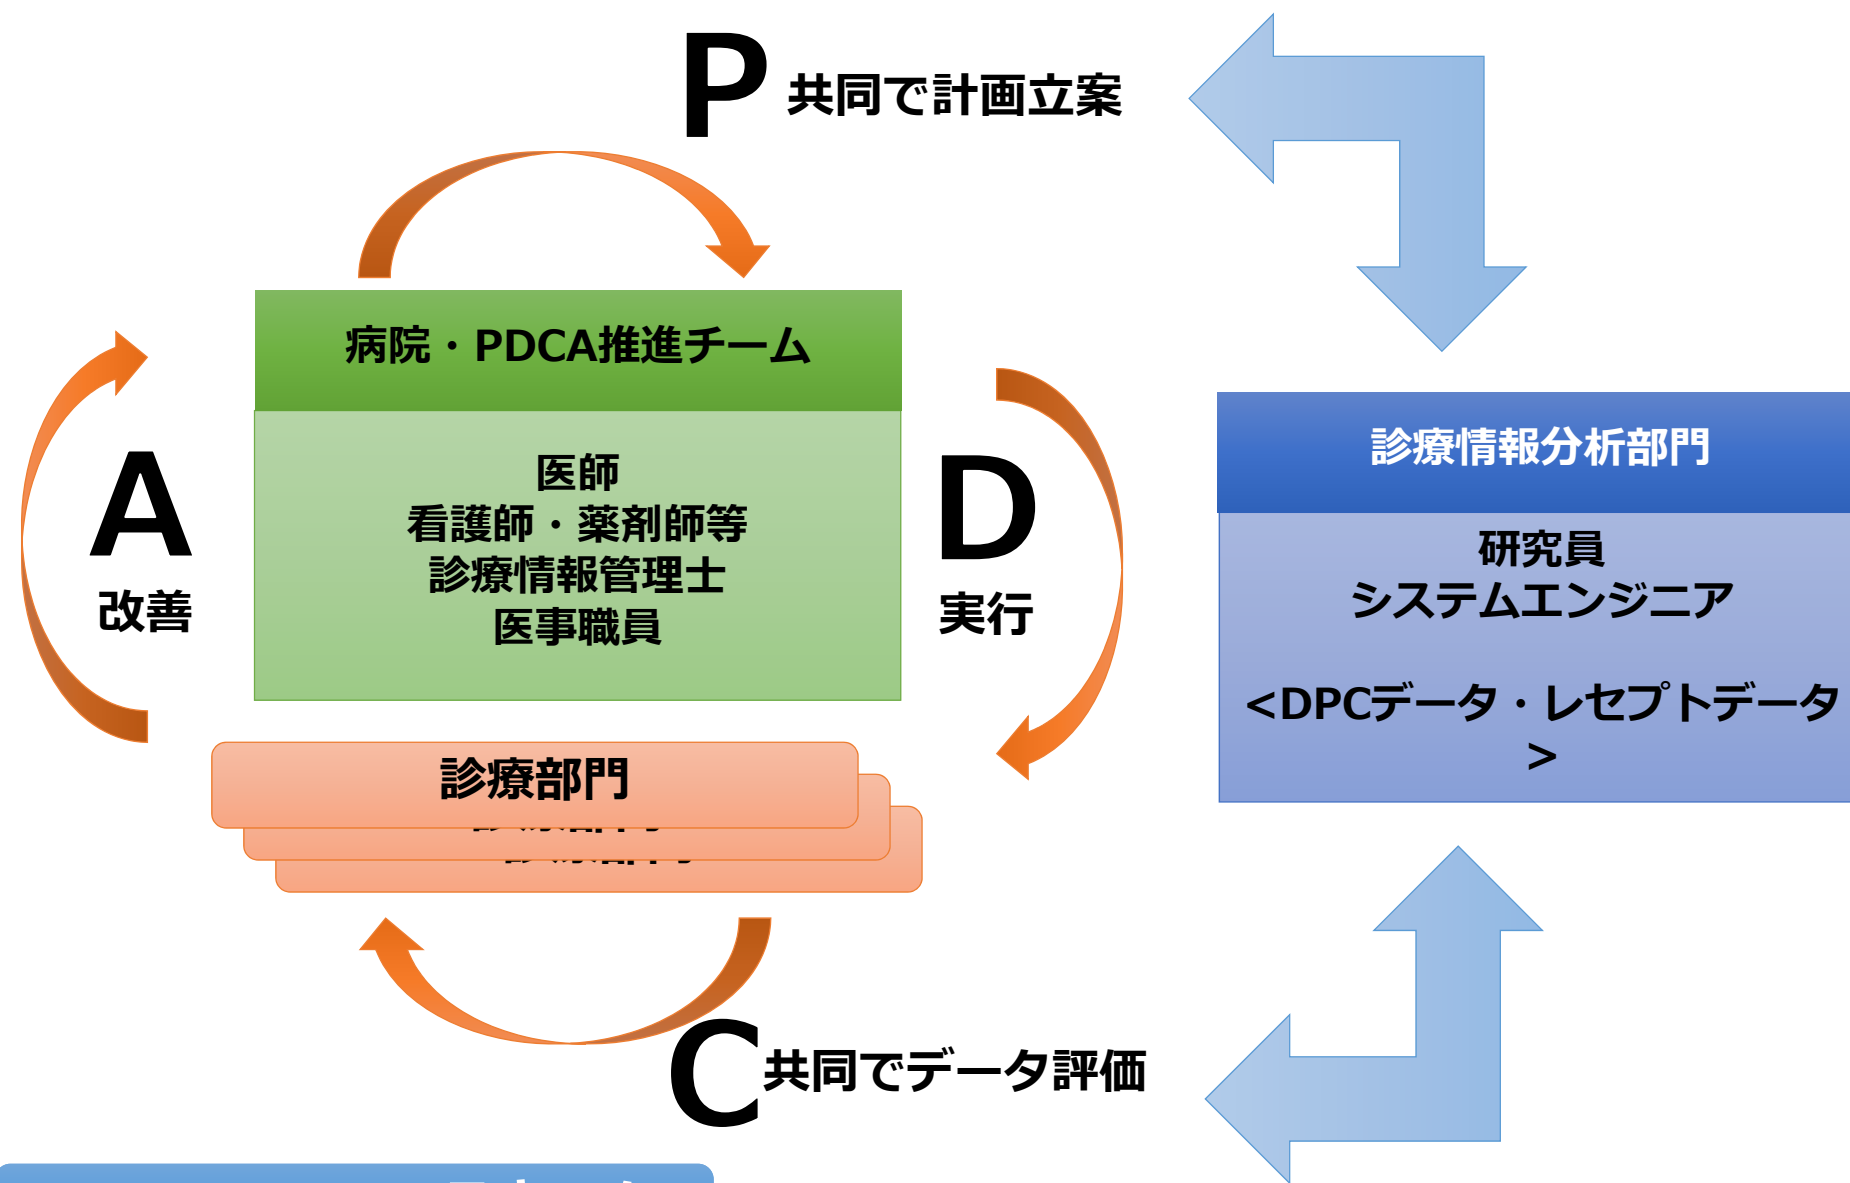 P 共同で計画立案
病院・PDCA推進チーム
医師
看護師・薬剤師等
診療情報管理士
医事職員
A
改善
D
実行
診療情報分析部門
研究員
システムエンジニア
<DPCデータ・レセプトデータ
>
診療部門
C 共同でデータ評価